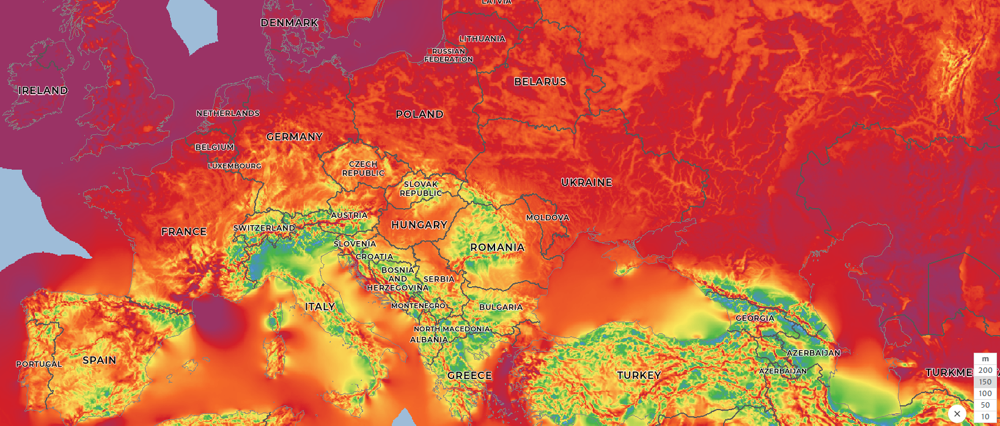 LATVIA
DENMARK
LITHUANIA
RUSSIAN
FEDERATION
BELARUS
IRELAND
NETHERLANDS
POLAND
GERMANY
BELGIUM
LUXEMBOURG
CZECH
REPUBLIC
SLOVAK
REPUBLIC
UKRAINE
AUSTRIA
MOLDOVA
HUNGARY
SWITZERLAND
FRANCE
SLOVENIA
ROMANIA
CROATIA
BOSNIA
AND
HERZEGOVINA
SERBIA
MONTENEGRO
ITALY
BULGARIA
GEORGIA
NORTH MACEDONIA
ALBANIA
AZERBAIJAN
SPAIN
PORTUGAL
AZERBAIJAN
GREECE
TURKEY
TURKME
m
200
150
100
50
10